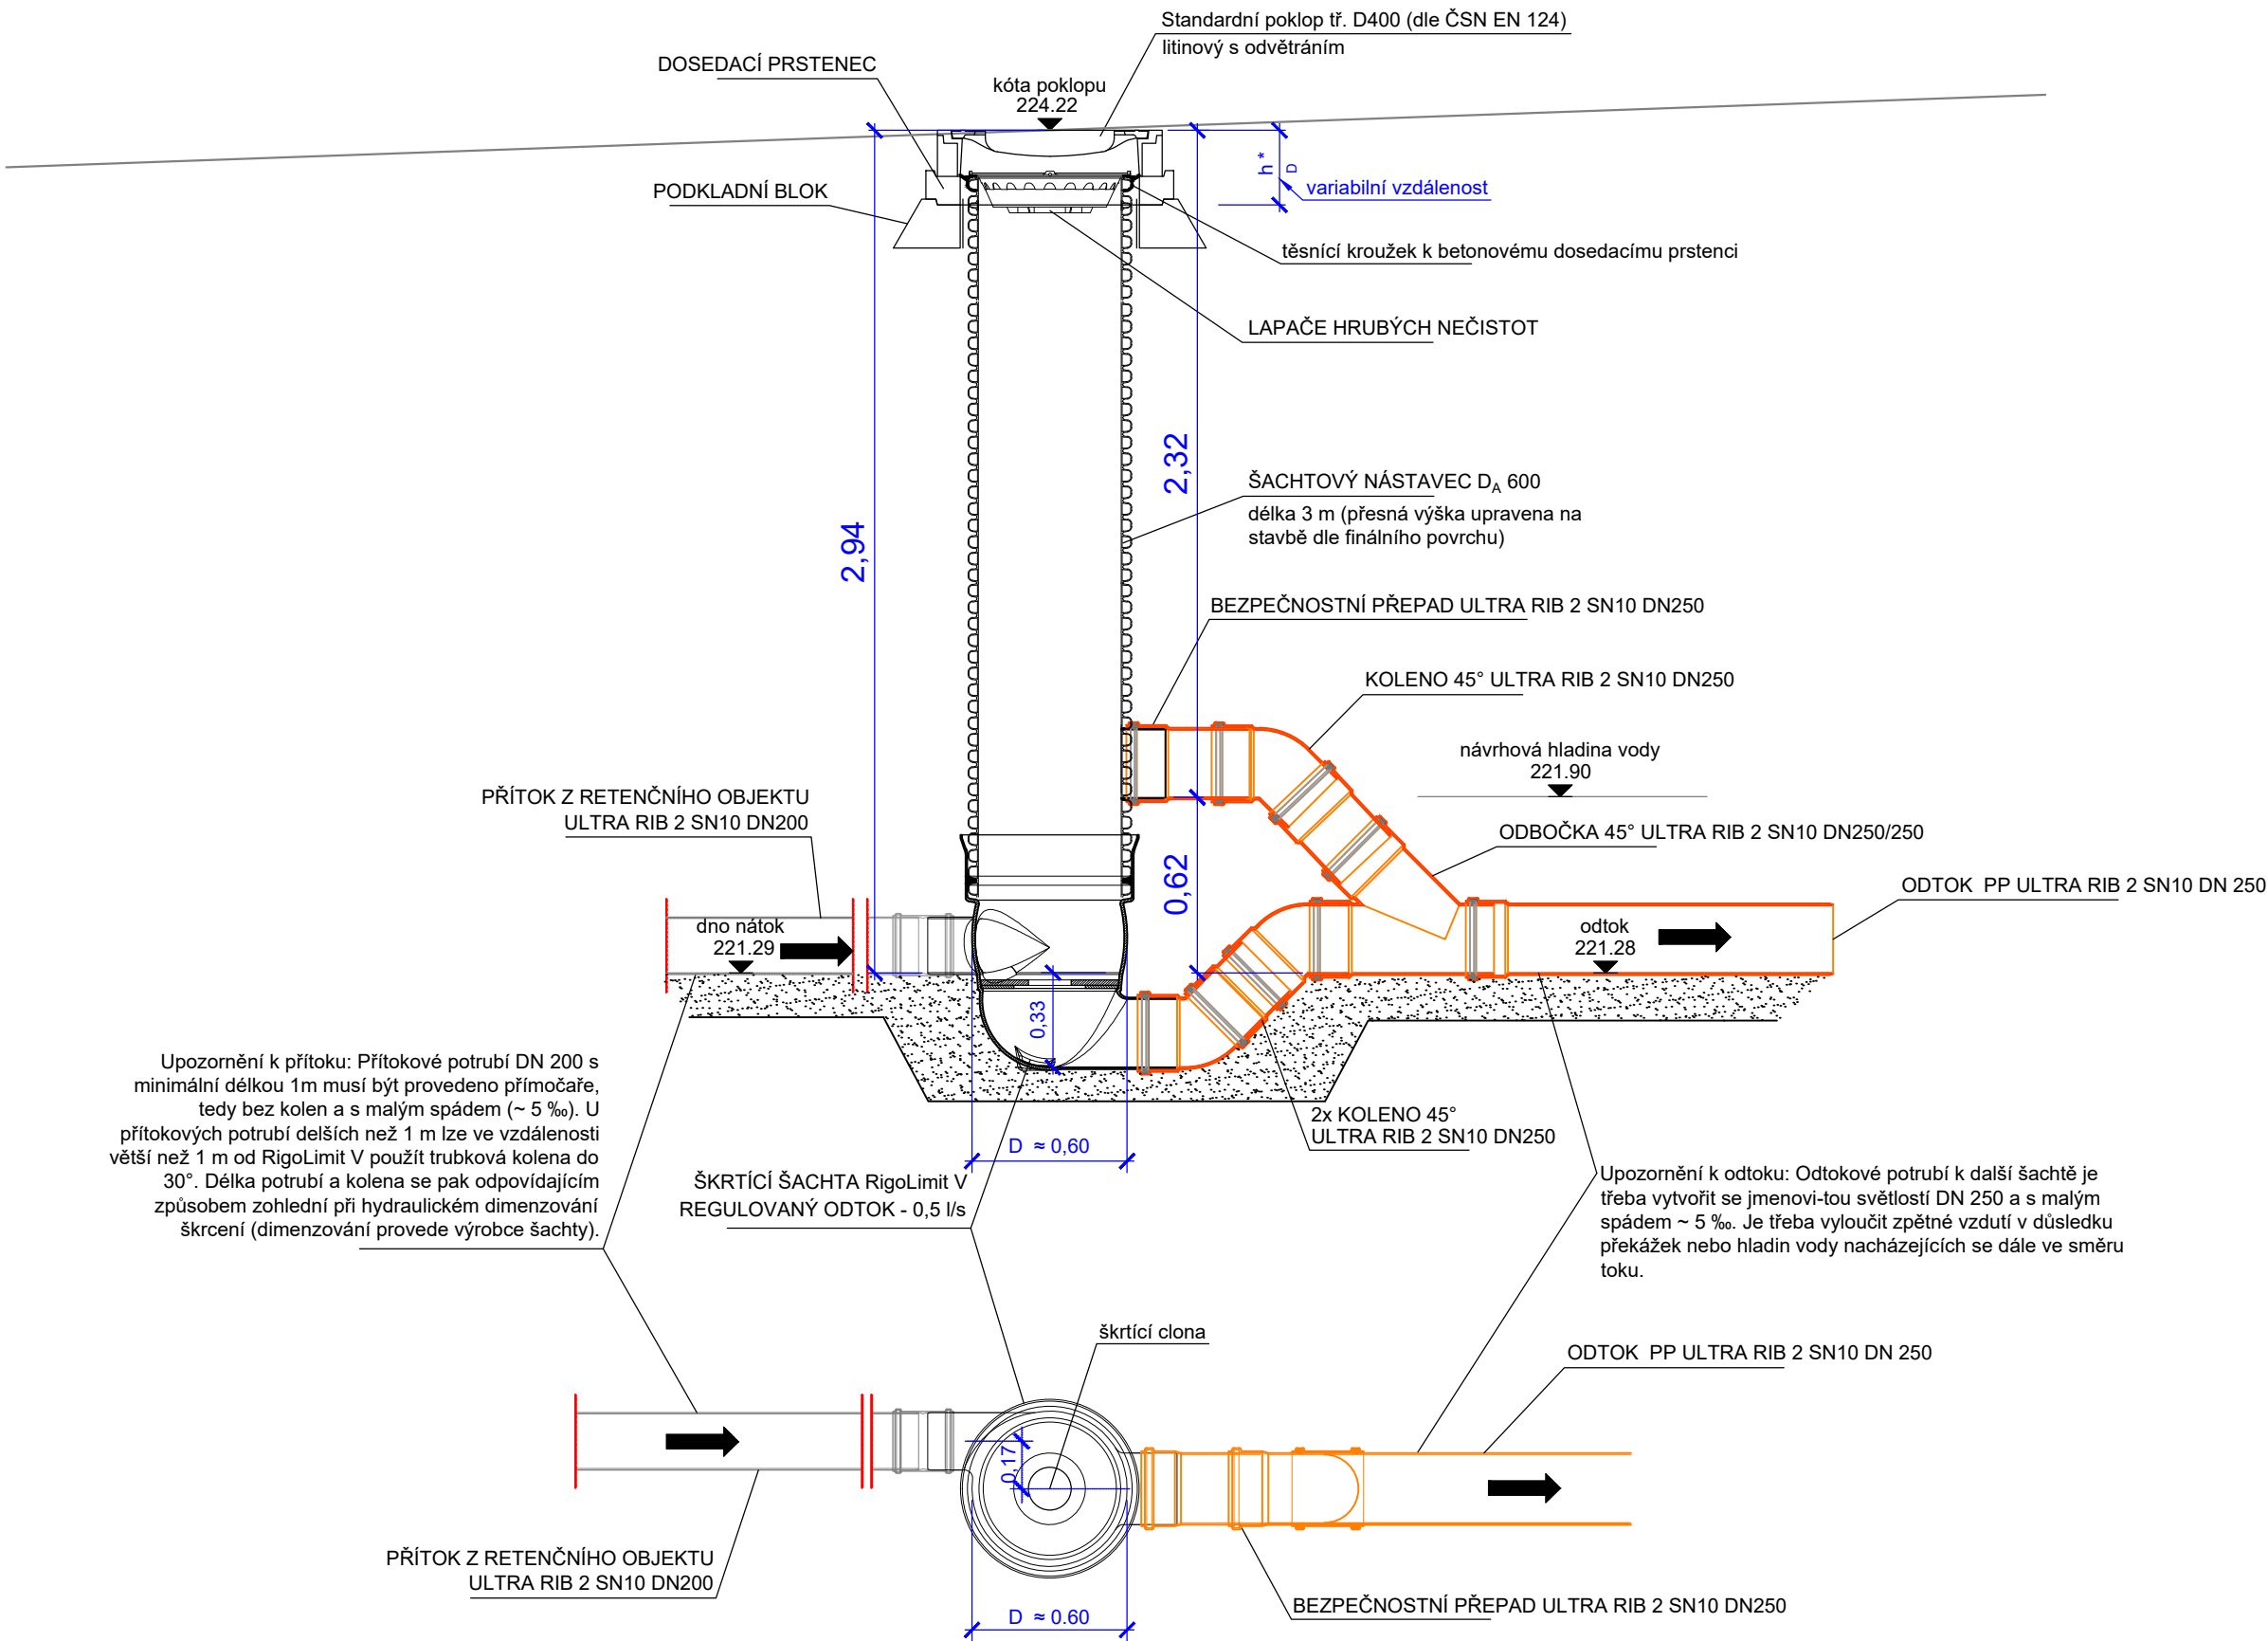 Standardní poklop tř. D400 (dle ČSN EN 124)
litinový s odvětráním
DOSEDACÍ PRSTENEC
kóta poklopu
224.22
h*
D
variabilní vzdálenost
PODKLADNÍ BLOK
těsnící kroužek k betonovému dosedacímu prstenci
LAPAČE HRUBÝCH NEČISTOT
2,32
2,94
ŠACHTOVÝ NÁSTAVEC DA 600
délka 3 m (přesná výška upravena na
stavbě dle finálního povrchu)
BEZPEČNOSTNÍ PŘEPAD ULTRA RIB 2 SN10 DN250
KOLENO 45° ULTRA RIB 2 SN10 DN250
návrhová hladina vody
221.90
PŘÍTOK Z RETENČNÍHO OBJEKTU
ULTRA RIB 2 SN10 DN200
ODBOČKA 45° ULTRA RIB 2 SN10 DN250/250
0,62
ODTOK PP ULTRA RIB 2 SN10 DN 250
dno nátok
221.29
odtok
221.28
0,33
Upozornění k přítoku: Přítokové potrubí DN 200 s
minimální délkou 1m musí být provedeno přímočaře,
tedy bez kolen a s malým spádem (~ 5 ‰). U
přítokových potrubí delších než 1 m lze ve vzdálenosti
větší než 1 m od RigoLimit V použít trubková kolena do
30°. Délka potrubí a kolena se pak odpovídajícím
způsobem zohlední při hydraulickém dimenzování
škrcení (dimenzování provede výrobce šachty).
2x KOLENO 45°
ULTRA RIB 2 SN10 DN250
D ≈ 0,60
ŠKRTÍCÍ ŠACHTA RigoLimit V
REGULOVANÝ ODTOK - 0,5 l/s
Upozornění k odtoku: Odtokové potrubí k další šachtě je
třeba vytvořit se jmenovi-tou světlostí DN 250 a s malým
spádem ~ 5 ‰. Je třeba vyloučit zpětné vzdutí v důsledku
překážek nebo hladin vody nacházejících se dále ve směru
toku.
škrtící clona
ODTOK PP ULTRA RIB 2 SN10 DN 250
0,17
PŘÍTOK Z RETENČNÍHO OBJEKTU
ULTRA RIB 2 SN10 DN200
BEZPEČNOSTNÍ PŘEPAD ULTRA RIB 2 SN10 DN250
D ≈ 0.60